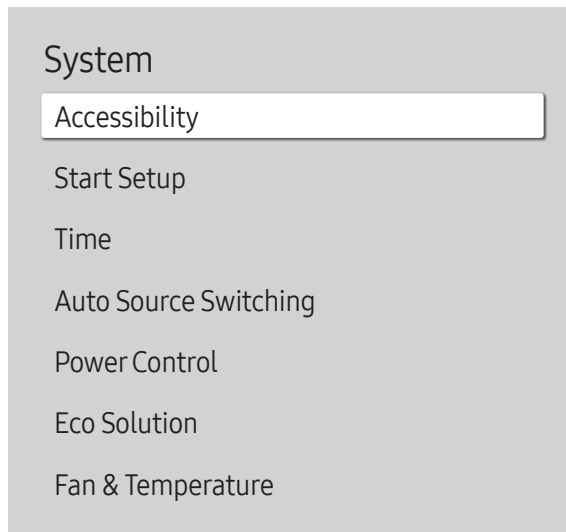 System
Accessibility
Start Setup
Time
Auto Source Switching
Power Control
Eco Solution
Fan & Temperature